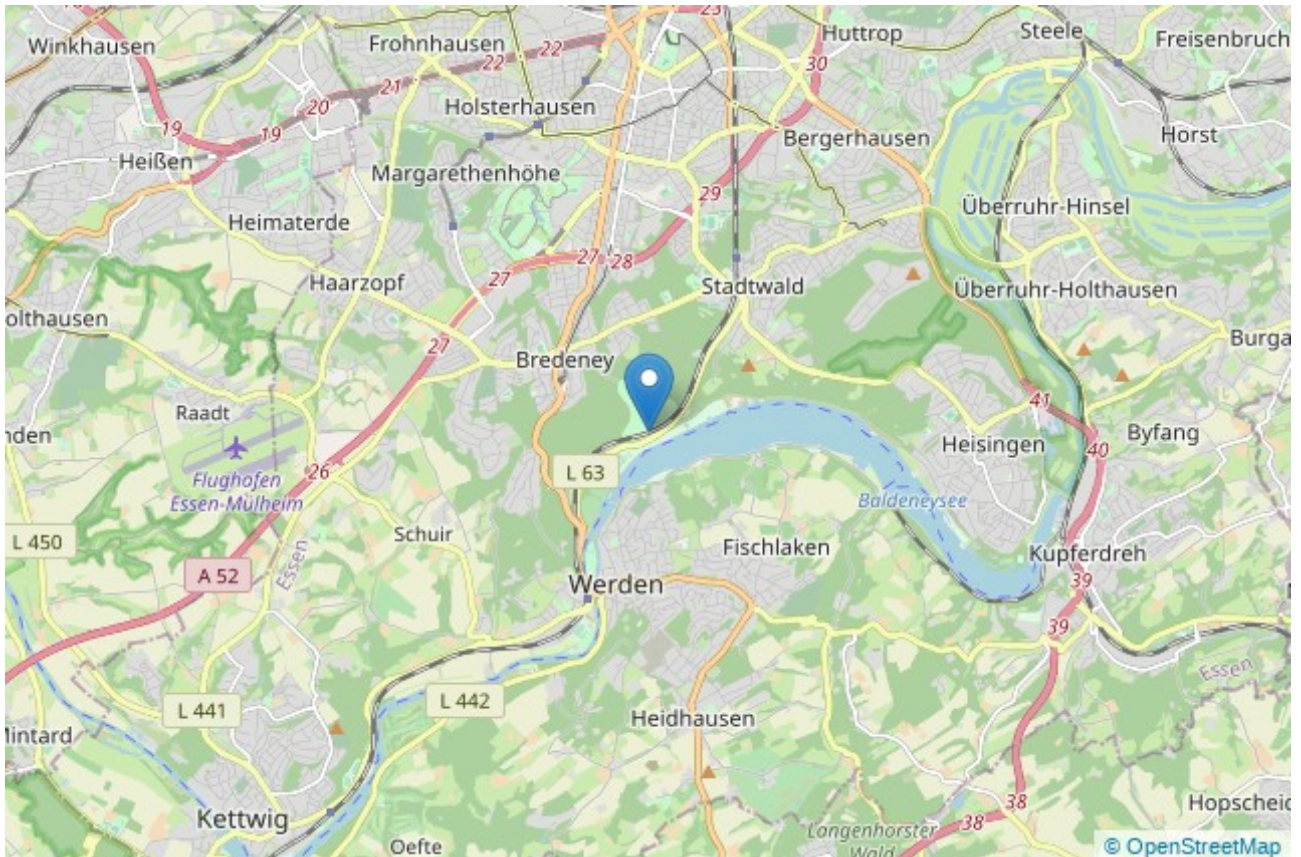 23
Winkhausen
Frohnhausen
22
22
Huttrop
Steele
Freisenbruch
21
30
20
Holsterhausen
19
19
Bergerhausen
Horst
Heißen
Margarethenhöhe
29
Heimaterde
Überruhr-Hinsel
27
28
27
Haarzopf
Stadtwald
Überruhr-Holthausen
olthausen
27
Burga
Bredeney
Raadt
41
nden
Heisingen
Byfang
40
26
L 63
Flughafen
Essen-Mülheim
Baldeneysee
Schuir
L 450
Fischlaken
Kupferdreh
Essen
A 52
Werden
39
39
Essen
L 442
L 441
Heidhausen
Mintard
38
Hopscheid
Kettwig
38
Langenhorster
Wald
Oefte
© OpenStreetMap